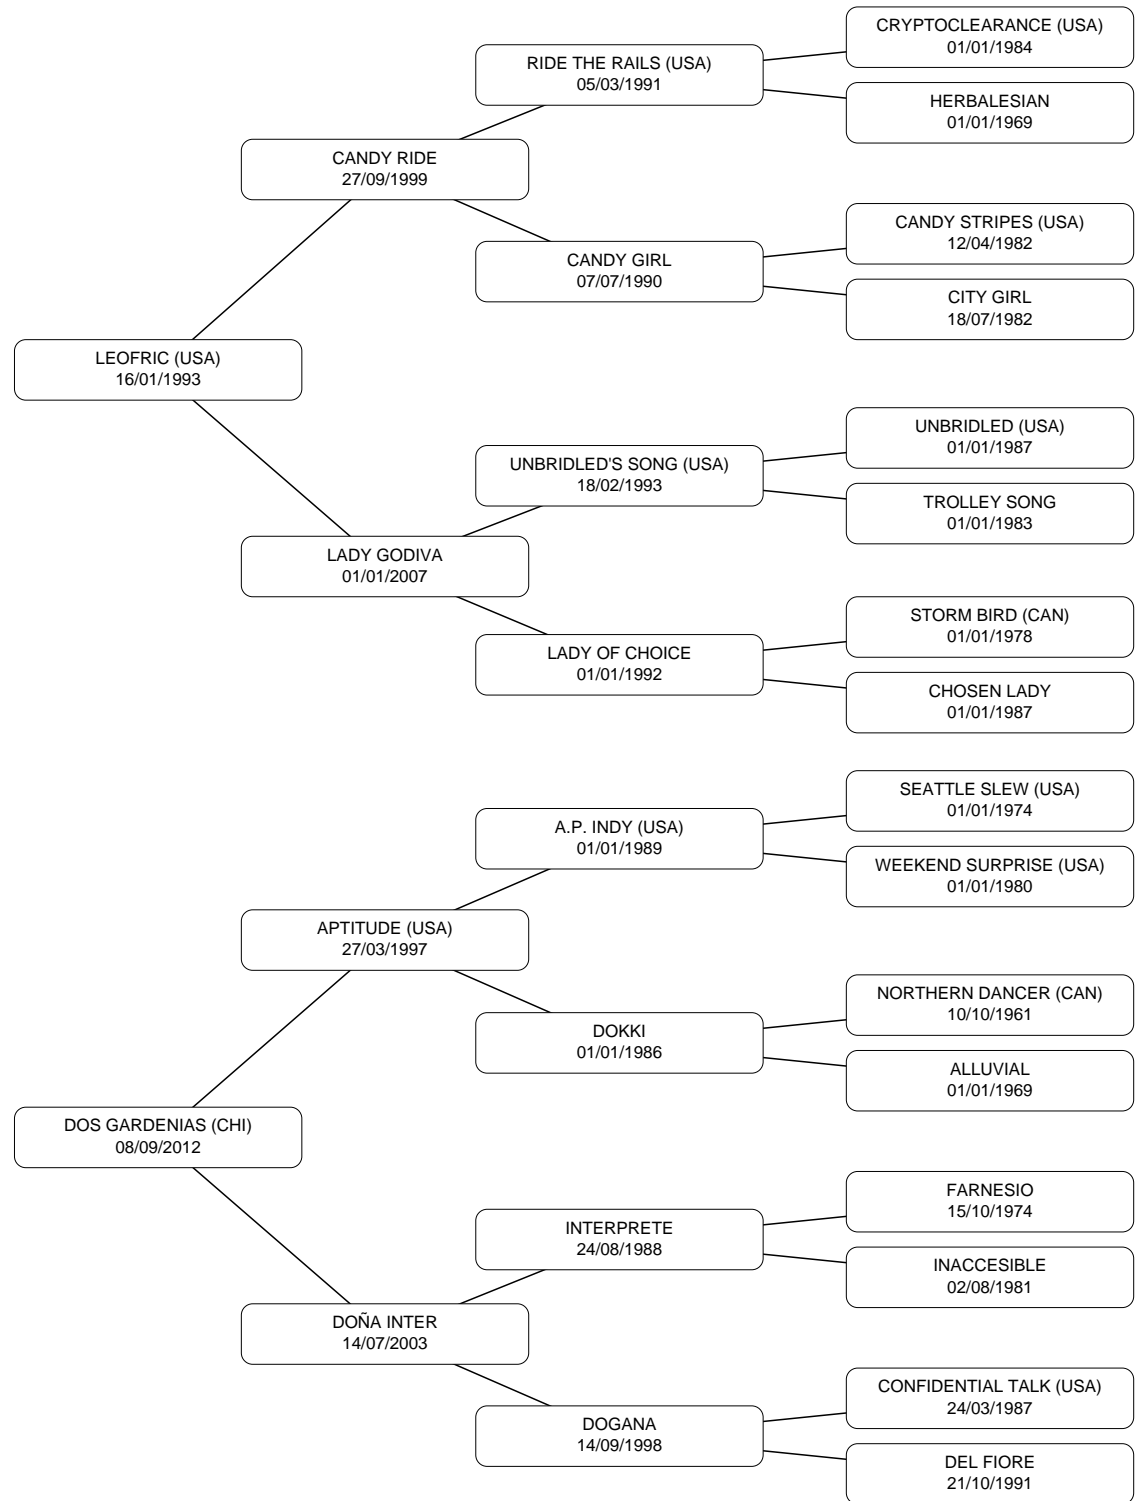 CRYPTOCLEARANCE (USA)
01/01/1984
RIDE THE RAILS (USA)
05/03/1991
HERBALESIAN
01/01/1969
CANDY RIDE
27/09/1999
CANDY STRIPES (USA)
12/04/1982
CANDY GIRL
07/07/1990
CITY GIRL
18/07/1982
LEOFRIC (USA)
16/01/1993
UNBRIDLED (USA)
01/01/1987
UNBRIDLED'S SONG (USA)
18/02/1993
TROLLEY SONG
01/01/1983
LADY GODIVA
01/01/2007
STORM BIRD (CAN)
01/01/1978
LADY OF CHOICE
01/01/1992
CHOSEN LADY
01/01/1987
SEATTLE SLEW (USA)
01/01/1974
A.P. INDY (USA)
01/01/1989
WEEKEND SURPRISE (USA)
01/01/1980
APTITUDE (USA)
27/03/1997
NORTHERN DANCER (CAN)
10/10/1961
DOKKI
01/01/1986
ALLUVIAL
01/01/1969
DOS GARDENIAS (CHI)
08/09/2012
FARNESIO
15/10/1974
INTERPRETE
24/08/1988
INACCESIBLE
02/08/1981
DOÑA INTER
14/07/2003
CONFIDENTIAL TALK (USA)
24/03/1987
DOGANA
14/09/1998
DEL FIORE
21/10/1991